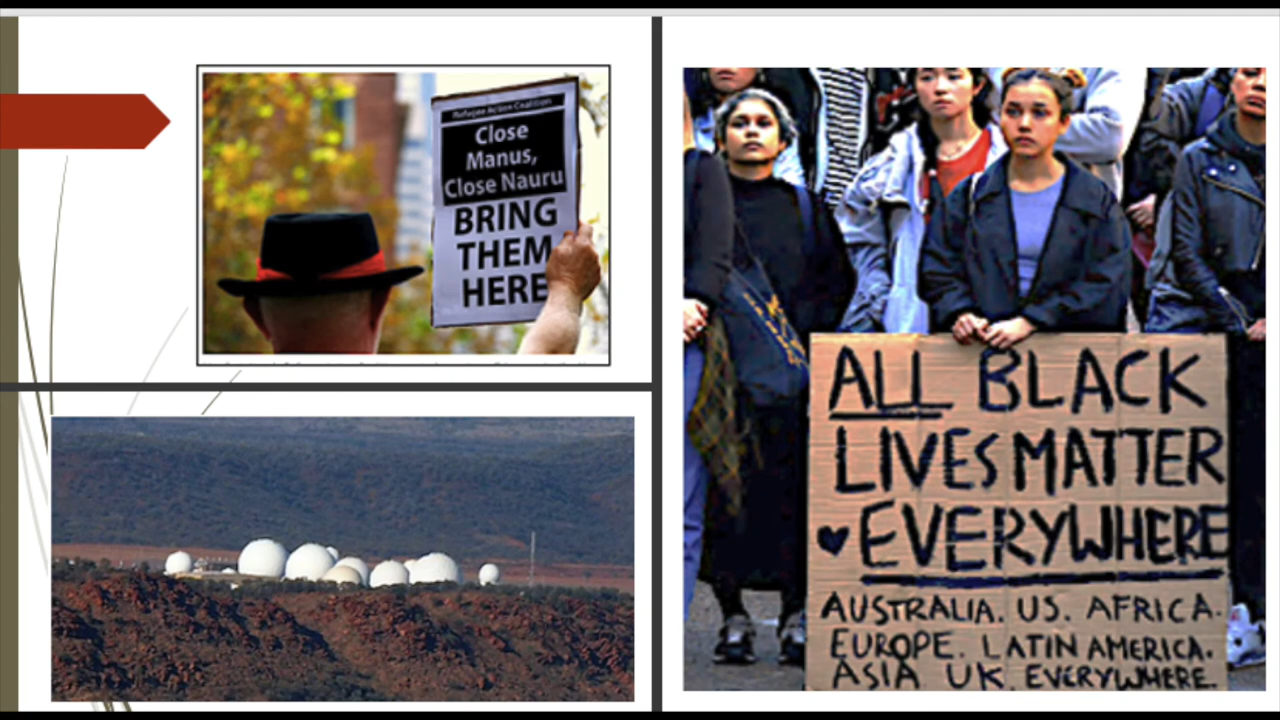 Refugee Action Coalition
Close
Manus,
Close Nauru
BRING
THEM
HERE
ALL BLACK
LIVES MATTER
♥ EVERYWHERE
AUSTRALIA. US. AFRICA.
EUROPE. LATIN AMERICA.
ASIA UK. EVERYWHERE.